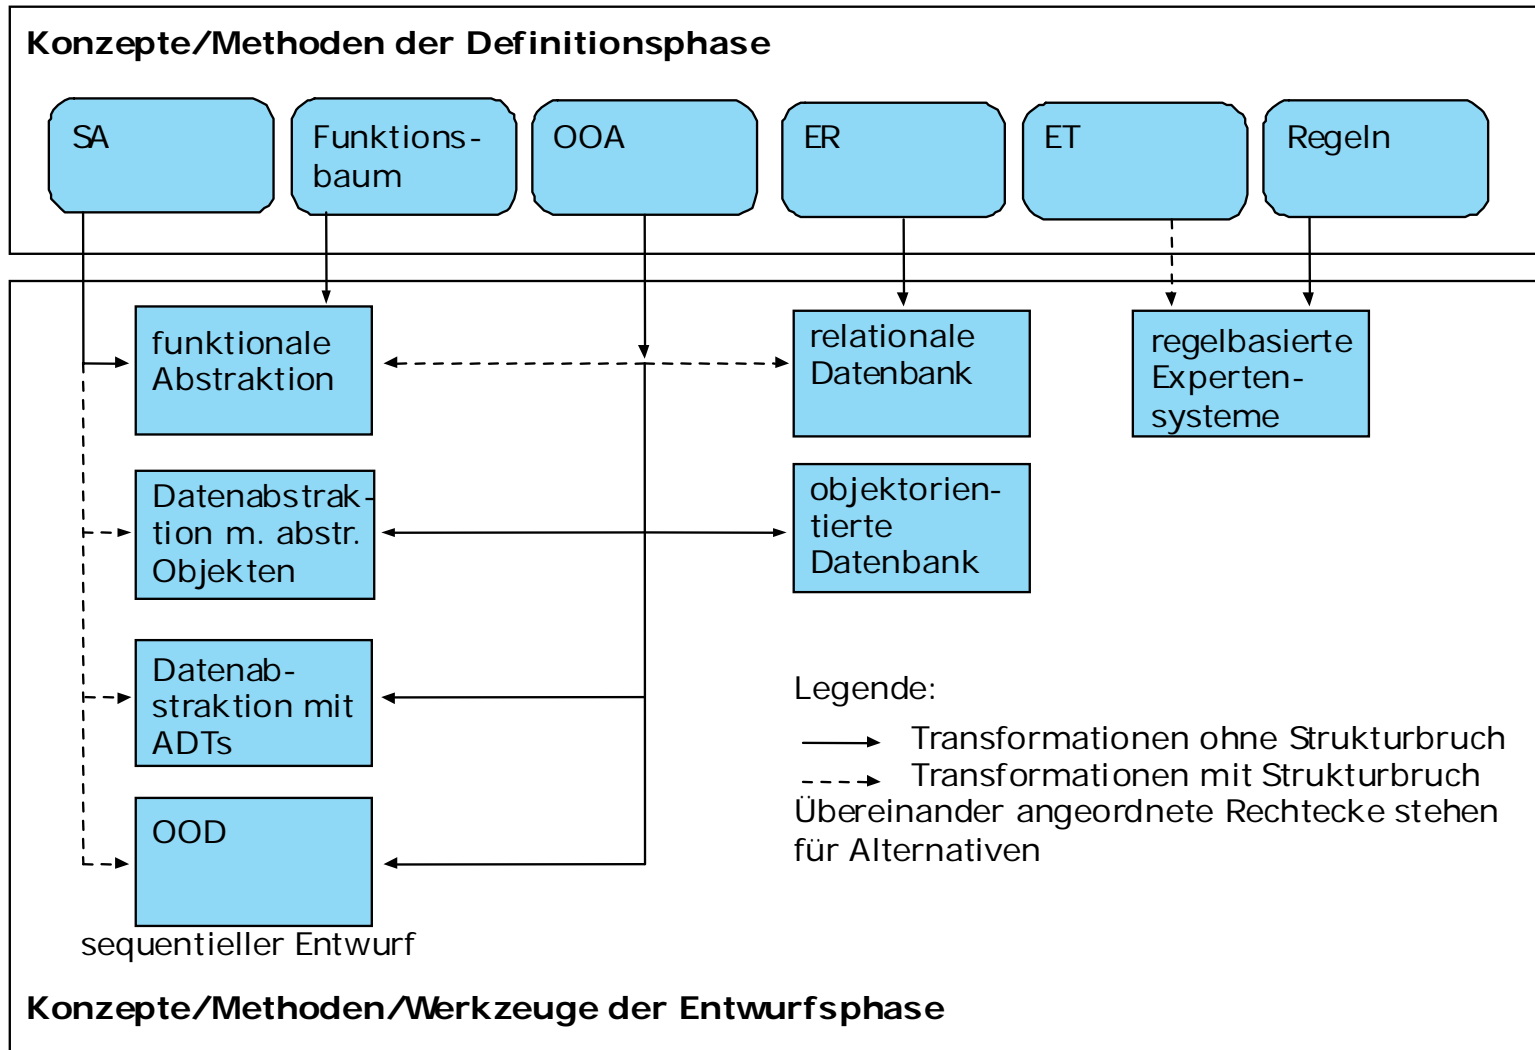 Konzepte/Methoden der Definitionsphase
SA
Funktions-
baum
OOA
ER
ET
Regeln
funktionale
Abstraktion
relationale
Datenbank
regelbasierte
Experten-
systeme
Datenabstrak-
tion m. abstr.
Objekten
objektorien-
tierte
Datenbank
Datenab-
straktion mit
ADTs
OOD
sequentieller Entwurf
Legende:
Transformationen ohne Strukturbruch
Transformationen mit Strukturbruch
Übereinander angeordnete Rechtecke stehen
für Alternativen
Konzepte/Methoden/Werkzeuge der Entwurfsphase